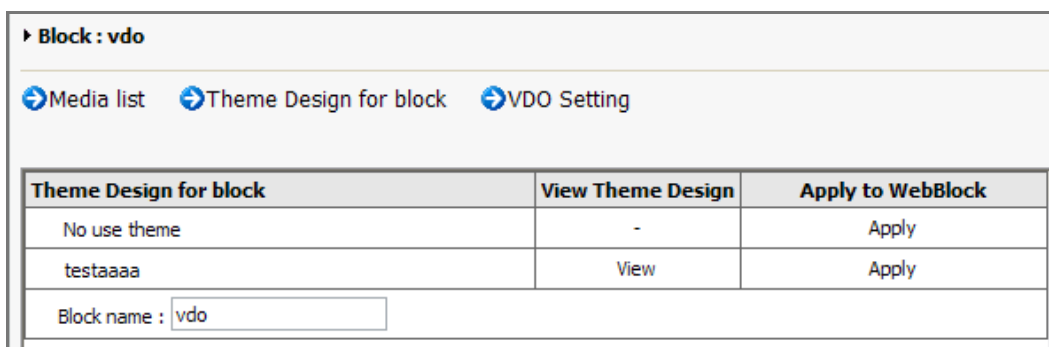 Block : vdo
Media list Theme Design for block VDO Setting
Theme Design for block View Theme Design Apply to WebBlock
No use theme - Apply
testaaaa View Apply
Block name : vdo